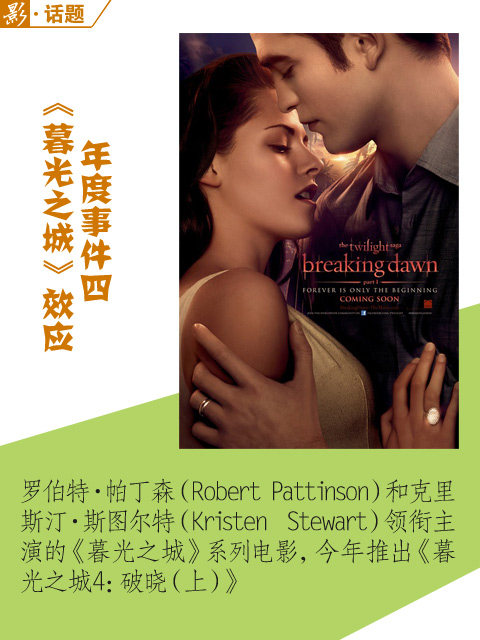 影·话题
年度事件四
《暮光之城》效应
the twilight saga
breaking dawn
part 1
FOREVER IS ONLY THE BEGINNING
COMING SOON
罗伯特·帕丁森(Robert Pattinson)和克里
斯汀·斯图尔特(Kristen Stewart)领衔主
演的《暮光之城》系列电影，今年推出《暮
光之城4：破晓(上)》